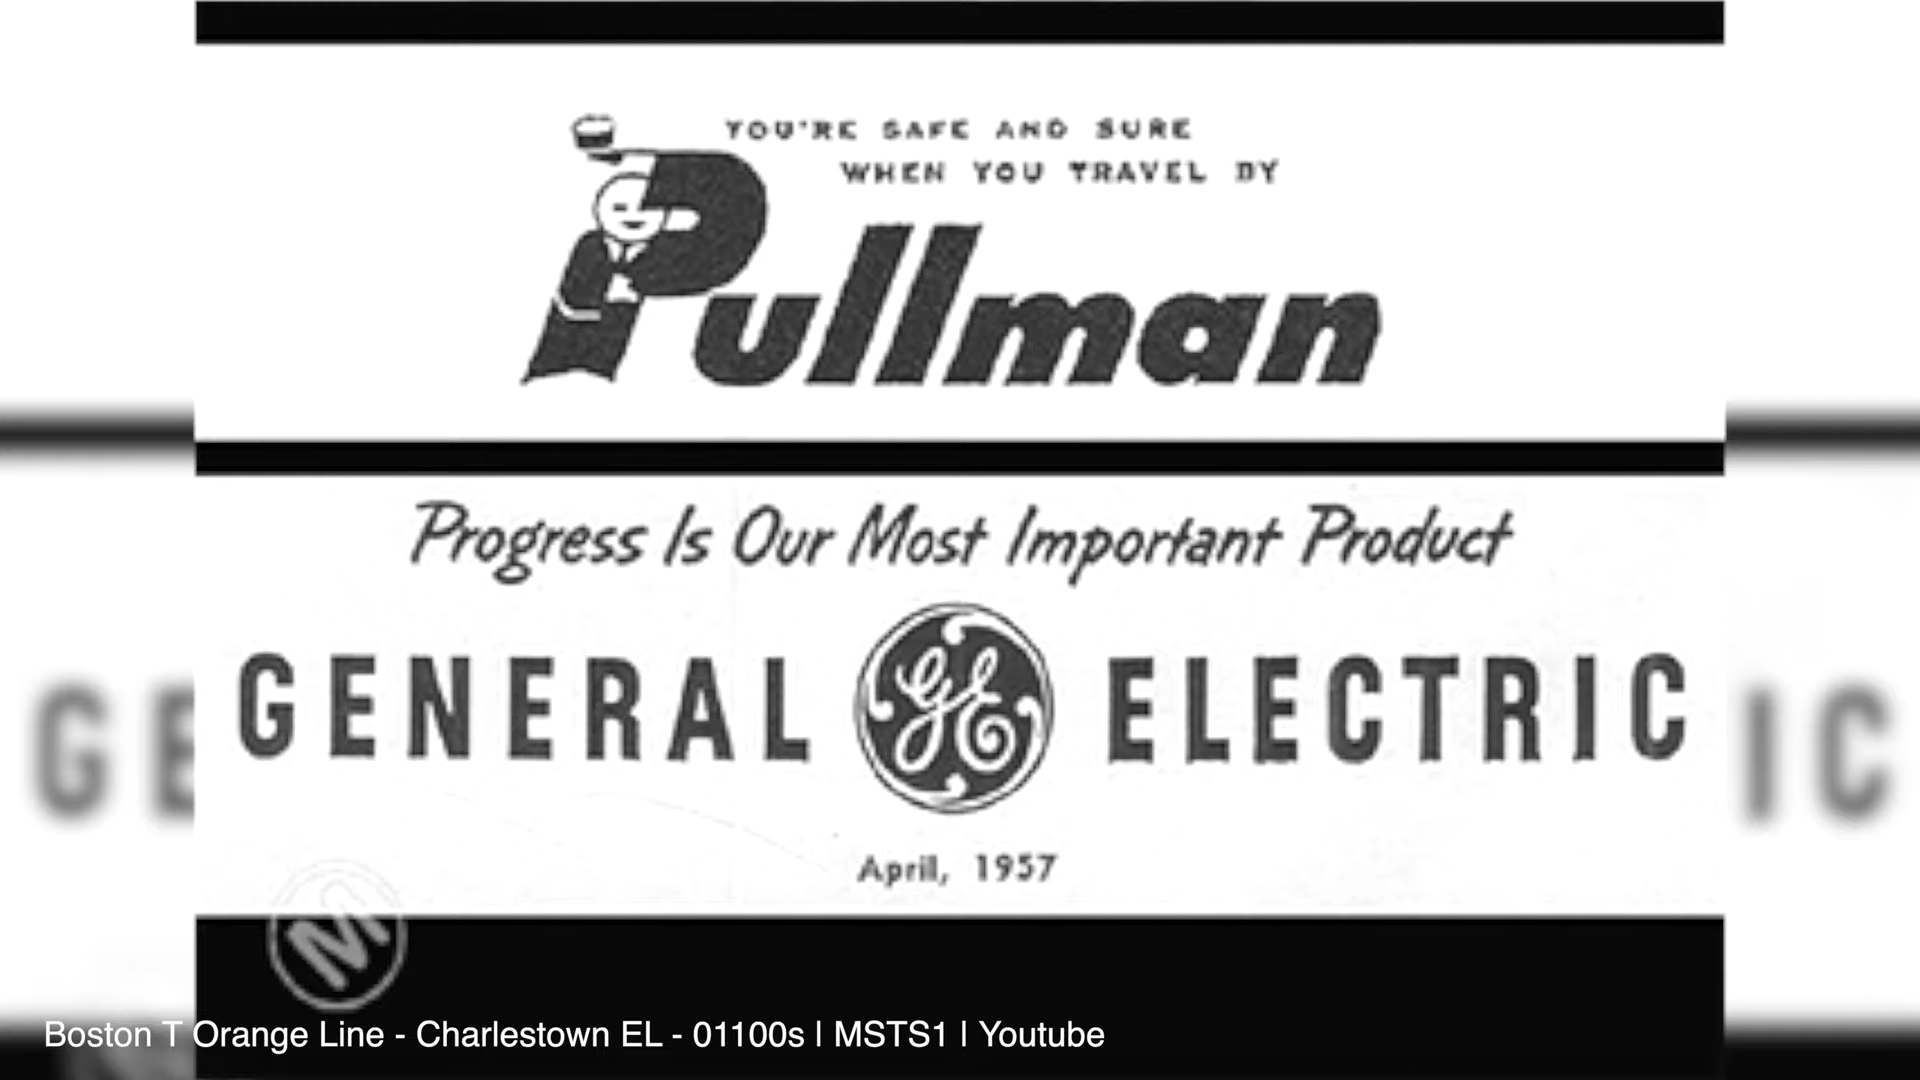 YOU'RE SAFE AND SURE
WHEN YOU TRAVEL BY
Pullman
Progress Is Our Most Important Product
GENERAL GE ELECTRIC
April, 1957
M
Boston T Orange Line - Charlestown EL - 01100s | MSTS1 | Youtube